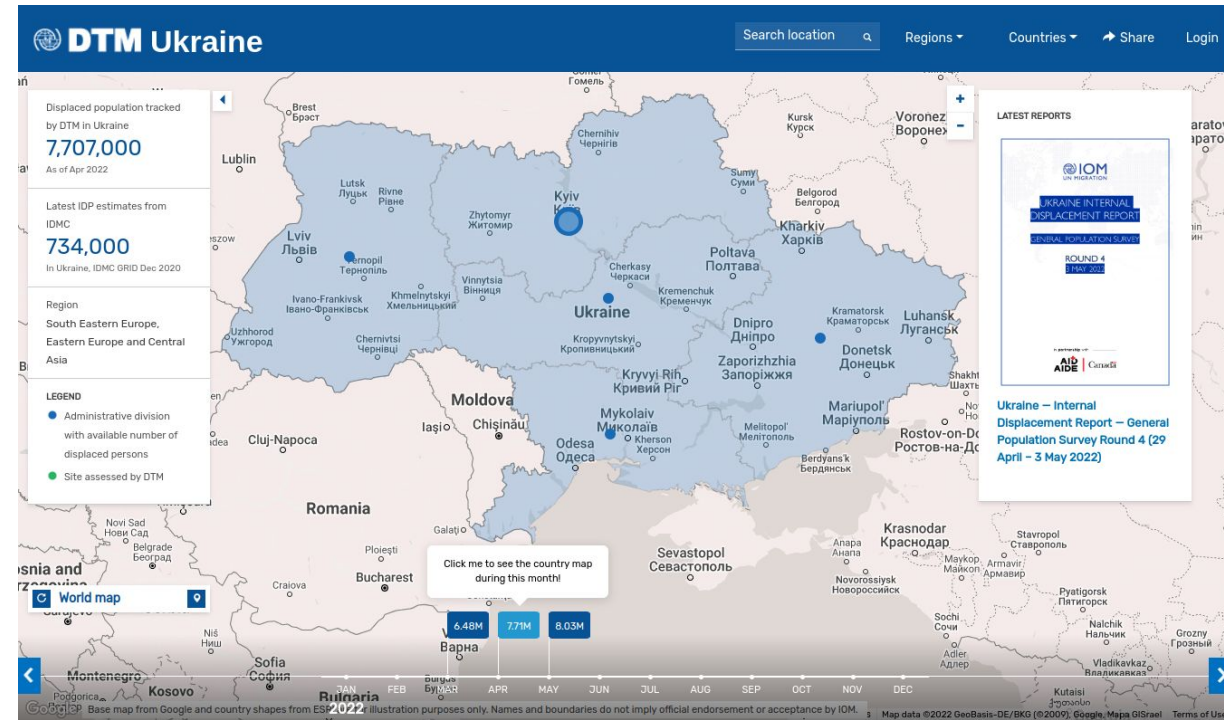 DTM Ukraine
Search location
Regions
Countries
Share
Login
Displaced population tracked
by DTM in Ukraine
7,707,000
As of Apr 2022
Latest IDP estimates from
IDMC
734,000
In Ukraine, IDMC GRID Dec 2020
Region
South Eastern Europe,
Eastern Europe and Central
Asia
LEGEND
Administrative division
with available number of
displaced persons
Site assessed by DTM
World map
Гомель
Brest
Брэст
Lublin
Chernihiv
Чернігів
Kursk
Курск
Sumy
Суми
Belgorod
Белгород
Lutsk
Луцьк
Rivne
Рівне
Kyiv
Zhytomyr
Житомир
Kharkiv
Харків
Lviv
Львів
Тернопіль
Poltava
Полтава
Cherkasy
Черкаси
Khmelnytskyi
Хмельницький
Vinnytsia
Вінниця
Kremenchuk
Кременчук
Ivano-Frankivsk
Івано-Франківськ
Ukraine
Kramatorsk
Краматорськ
Luhansk
Луганськ
Dnipro
Дніпро
Uzhhorod
Ужгород
Chernivtsi
Чернівці
Kropyvnytskyi
Кропивницький
Donetsk
Донецьк
Zaporizhzhia
Запоріжжя
Kryvyi Rih
Кривий Ріг
Moldova
Mykolaiv
Миколаїв
Mariupol'
Маріуполь
Iași
Chișinău
Melitopol'
Мелітополь
Cluj-Napoca
Odesa
Одеса
Kherson
Херсон
Berdyans'k
Бердянськ
Romania
Novi Sad
Нови Сад
Belgrade
Београд
Galați
Ploiești
Craiova
Bucharest
Sevastopol
Севастополь
Krasnodar
Краснодар
Anapa
Анапа
Novorossiysk
Новороссийск
Stavropol
Ставрополь
Maykop
Майкоп
Armavir
Армавир
Pyatigorsk
Пятигорск
Sochi
Сочи
Nalchik
Нальчик
Grozny
Грозный
Adler
Адлер
Vladikavkaz
Владикавказ
Kutaisi
ქუთაისი
Niš
Ниш
Sofia
София
Варна
Montenegro
Podgorica
Kosovo
Bulgaria
LATEST REPORTS
IOM
UN MIGRATION
UKRAINE INTERNAL
DISPLACEMENT REPORT
GENERAL POPULATION SURVEY
ROUND 4
3 MAY 2022
AID
AIDE
Canada
Ukraine — Internal
Displacement Report — General
Population Survey Round 4 (29
April – 3 May 2022)
Click me to see the country map
during this month!
6.48M 7.71M 8.03M
JAN FEB MAR APR MAY JUN JUL AUG SEP OCT NOV DEC
2022
Google
Base map from Google and country shapes from
illustration purposes only. Names and boundaries do not imply official endorsement or acceptance by IOM.
Map data ©2022 GeoBasis-DE/BKG (©2009), Google, Mapa GISrael
Terms of Us